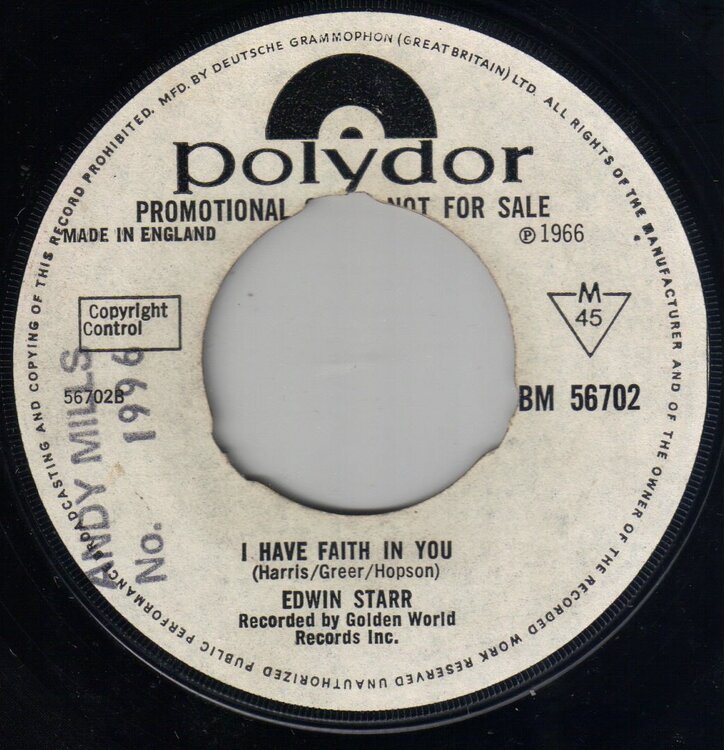 MFD. BY DEUTSCHE GRAMMOPHON (GREAT BRITAIN) LTD. ALL RIGHTS OF THE MANUFACTURER AND OF THE OWNER OF THE RECORDED WORK RESERVED UNAUTHORIZED PUBLIC PERFORMANCE BROADCASTING AND COPYING OF THIS RECORD PROHIBITED.
polydor
PROMOTIONAL NOT FOR SALE
MADE IN ENGLAND
℗ 1966
Copyright
Control
M
45
56702B
BM 56702
ANDY MILLS
No. 1996
I HAVE FAITH IN YOU
(Harris/Greer/Hopson)
EDWIN STARR
Recorded by Golden World
Records Inc.